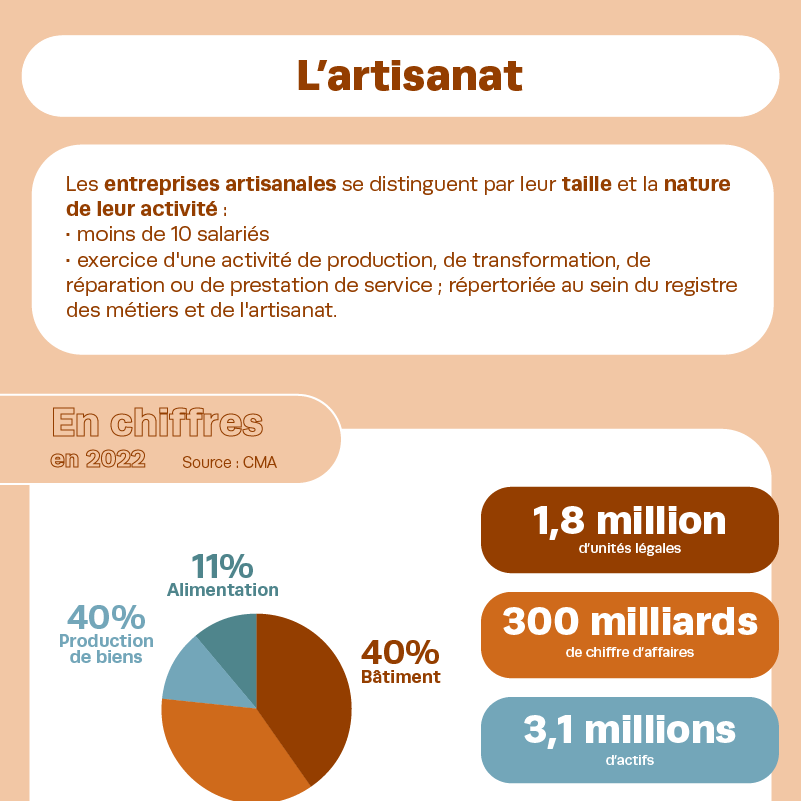 L’artisanat
Les entreprises artisanales se distinguent par leur taille et la nature
de leur activité :
· moins de 10 salariés
· exercice d'une activité de production, de transformation, de
réparation ou de prestation de service ; répertoriée au sein du registre
des métiers et de l'artisanat.
En chiffres
en 2022 Source : CMA
11%
Alimentation
40%
Production
de biens
40%
Bâtiment
1,8 million
d’unités légales
300 milliards
de chiffre d’affaires
3,1 millions
d’actifs